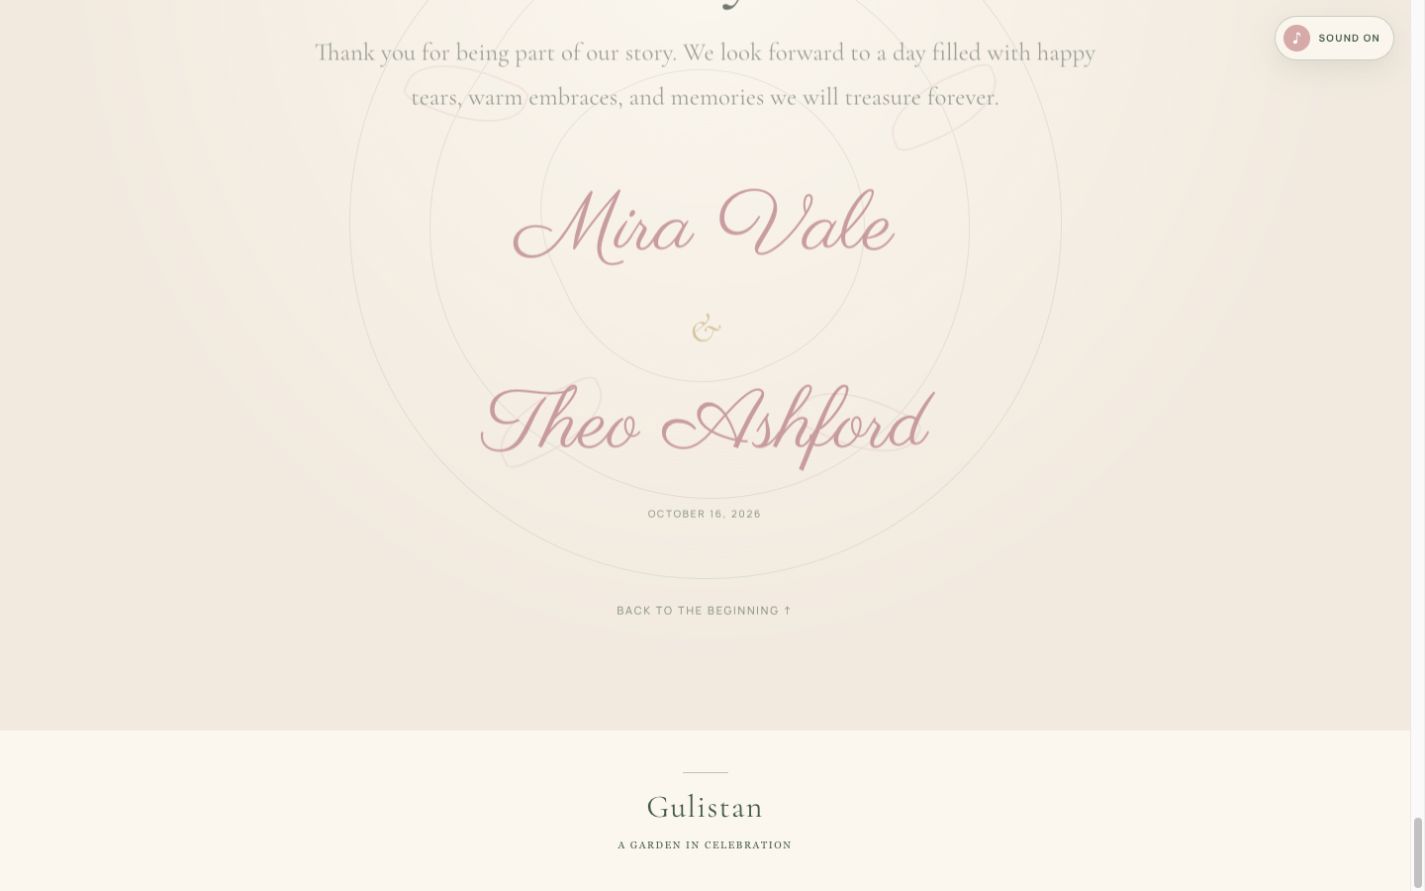 Thank you for being part of our story. We look forward to a day filled with happy
tears, warm embraces, and memories we will treasure forever.
SOUND ON
Mira Vale
&
Theo Ashford
OCTOBER 16, 2026
BACK TO THE BEGINNING ↑
Gulistan
A GARDEN IN CELEBRATION